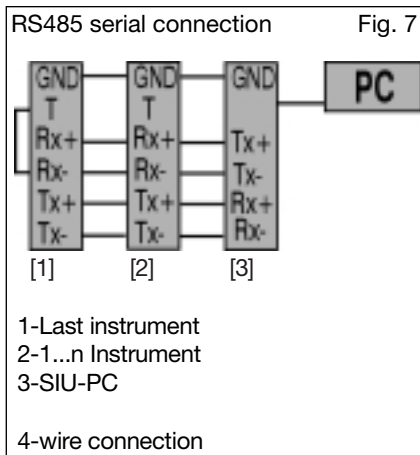 RS485 serial connection Fig. 7
GND GND GND PC
T T
Rx+ Rx+ Tx+
Rx- Rx- Tx-
Tx+ Tx+ Rx+
Tx- Tx- Rx-
[1] [2] [3]
1-Last instrument
2-1...n Instrument
3-SIU-PC
4-wire connection